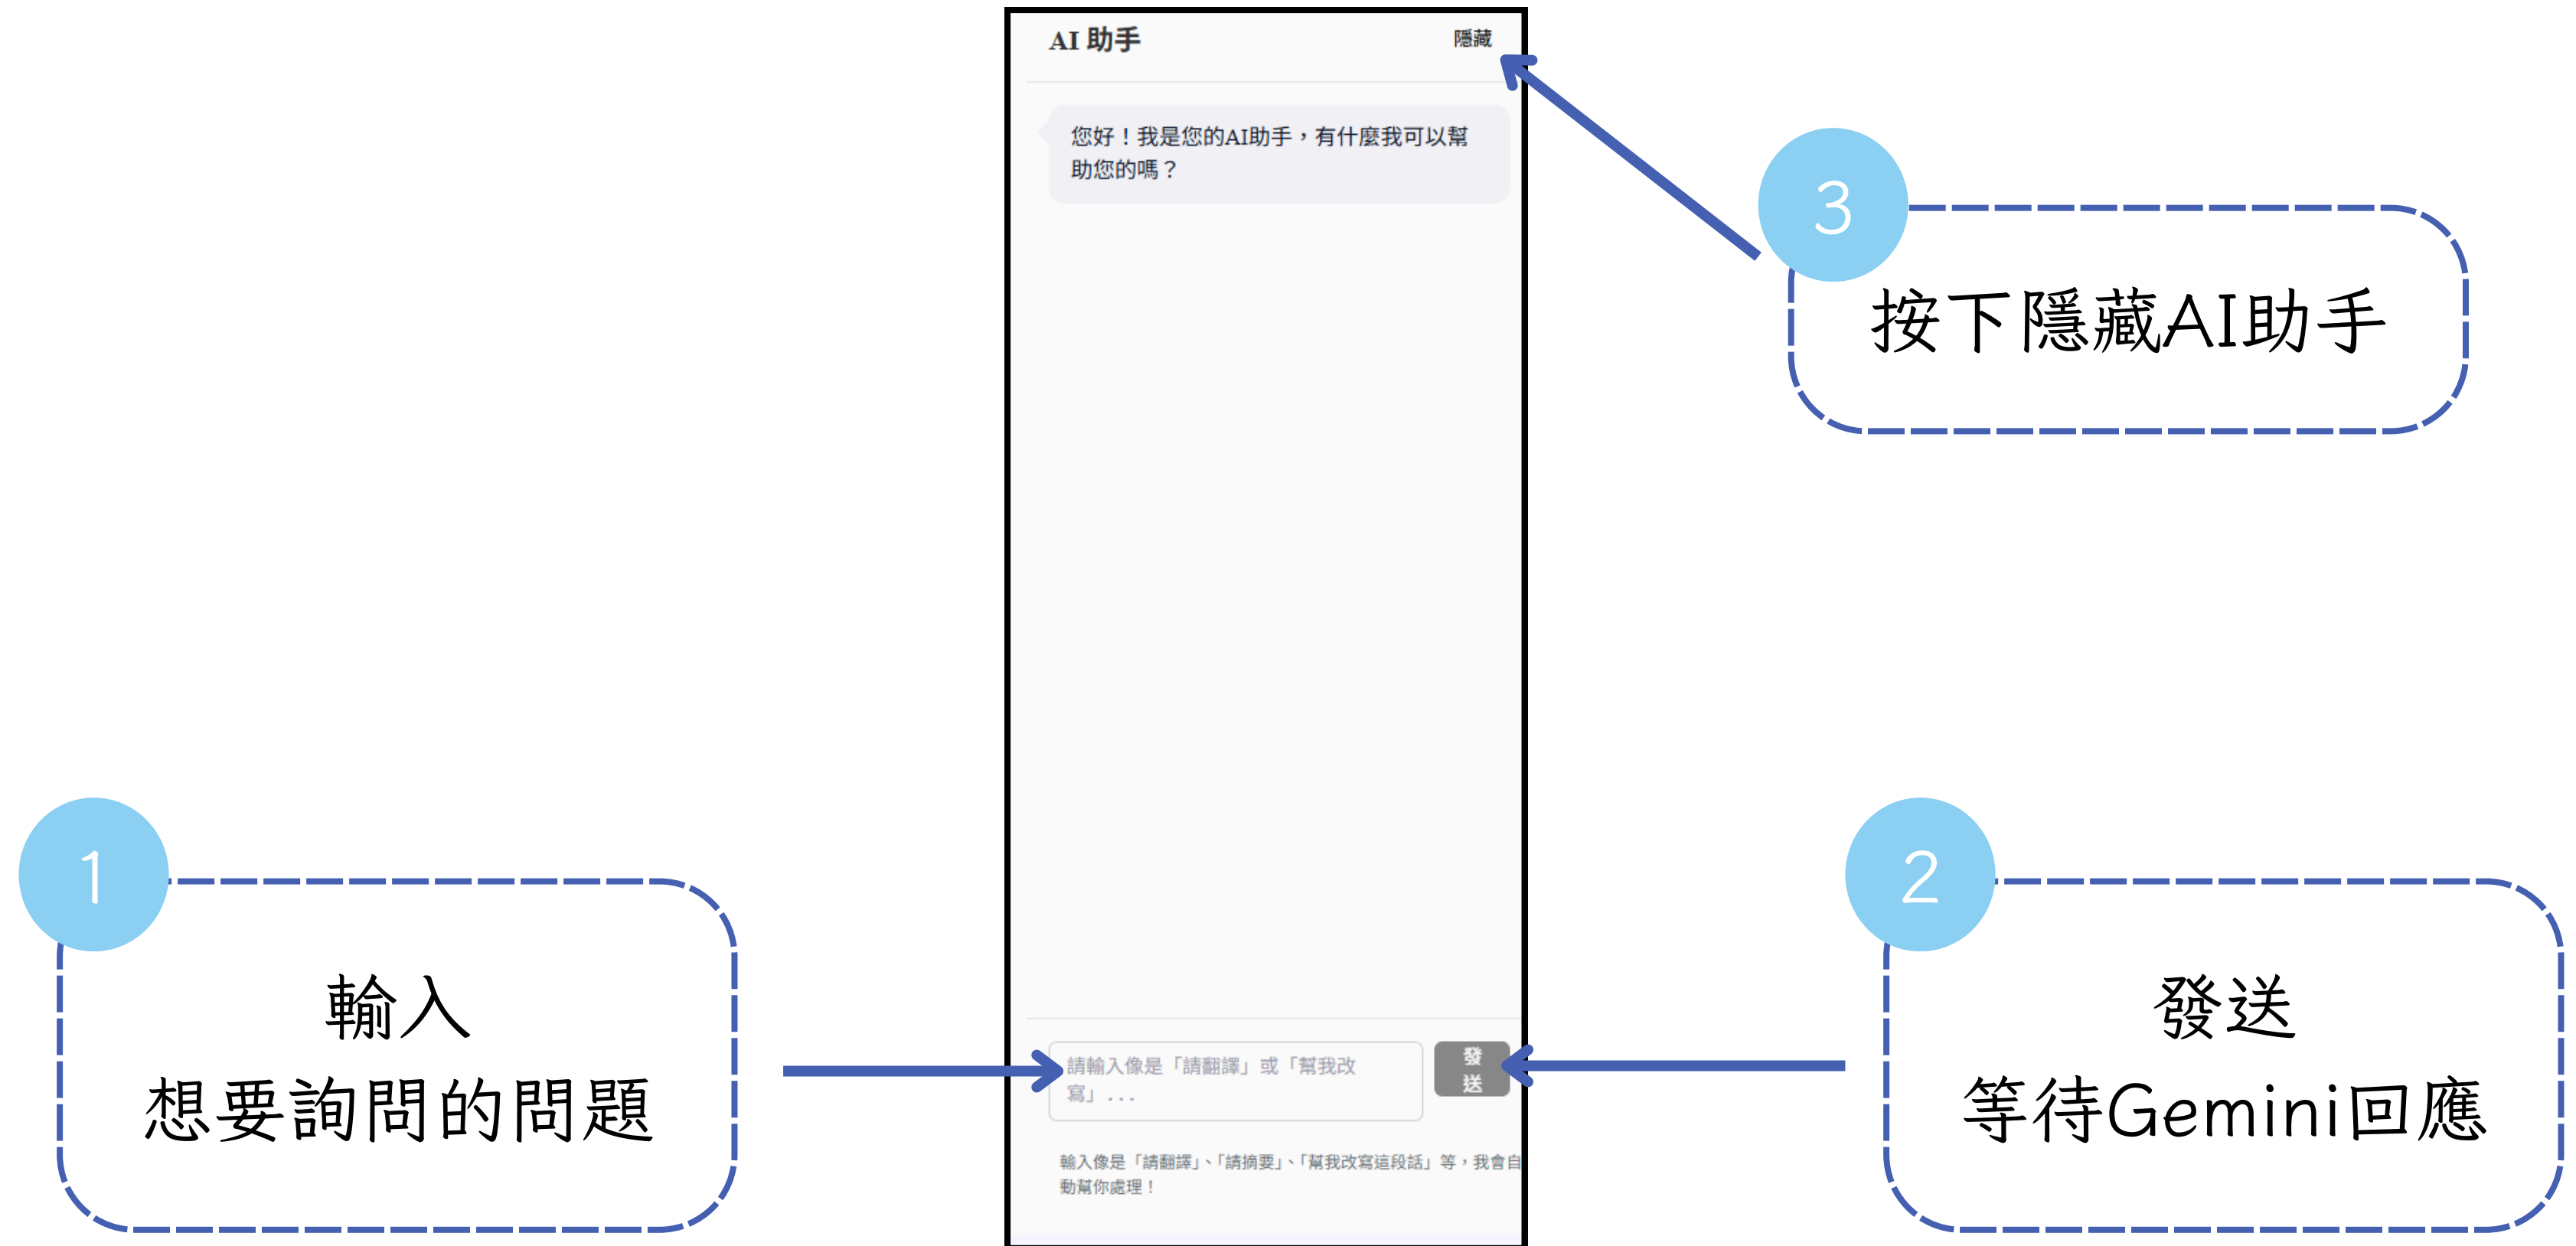 AI 助手
隱藏
您好！我是您的AI助手，有什麼我可以幫
助您的嗎？
3
按下隱藏AI助手
1
輸入
想要詢問的問題
請輸入像是「請翻譯」或「幫我改
寫」...
發
送
2
發送
等待Gemini回應
輸入像是「請翻譯」、「請摘要」、「幫我改寫這段話」等，我會自
動幫你處理！